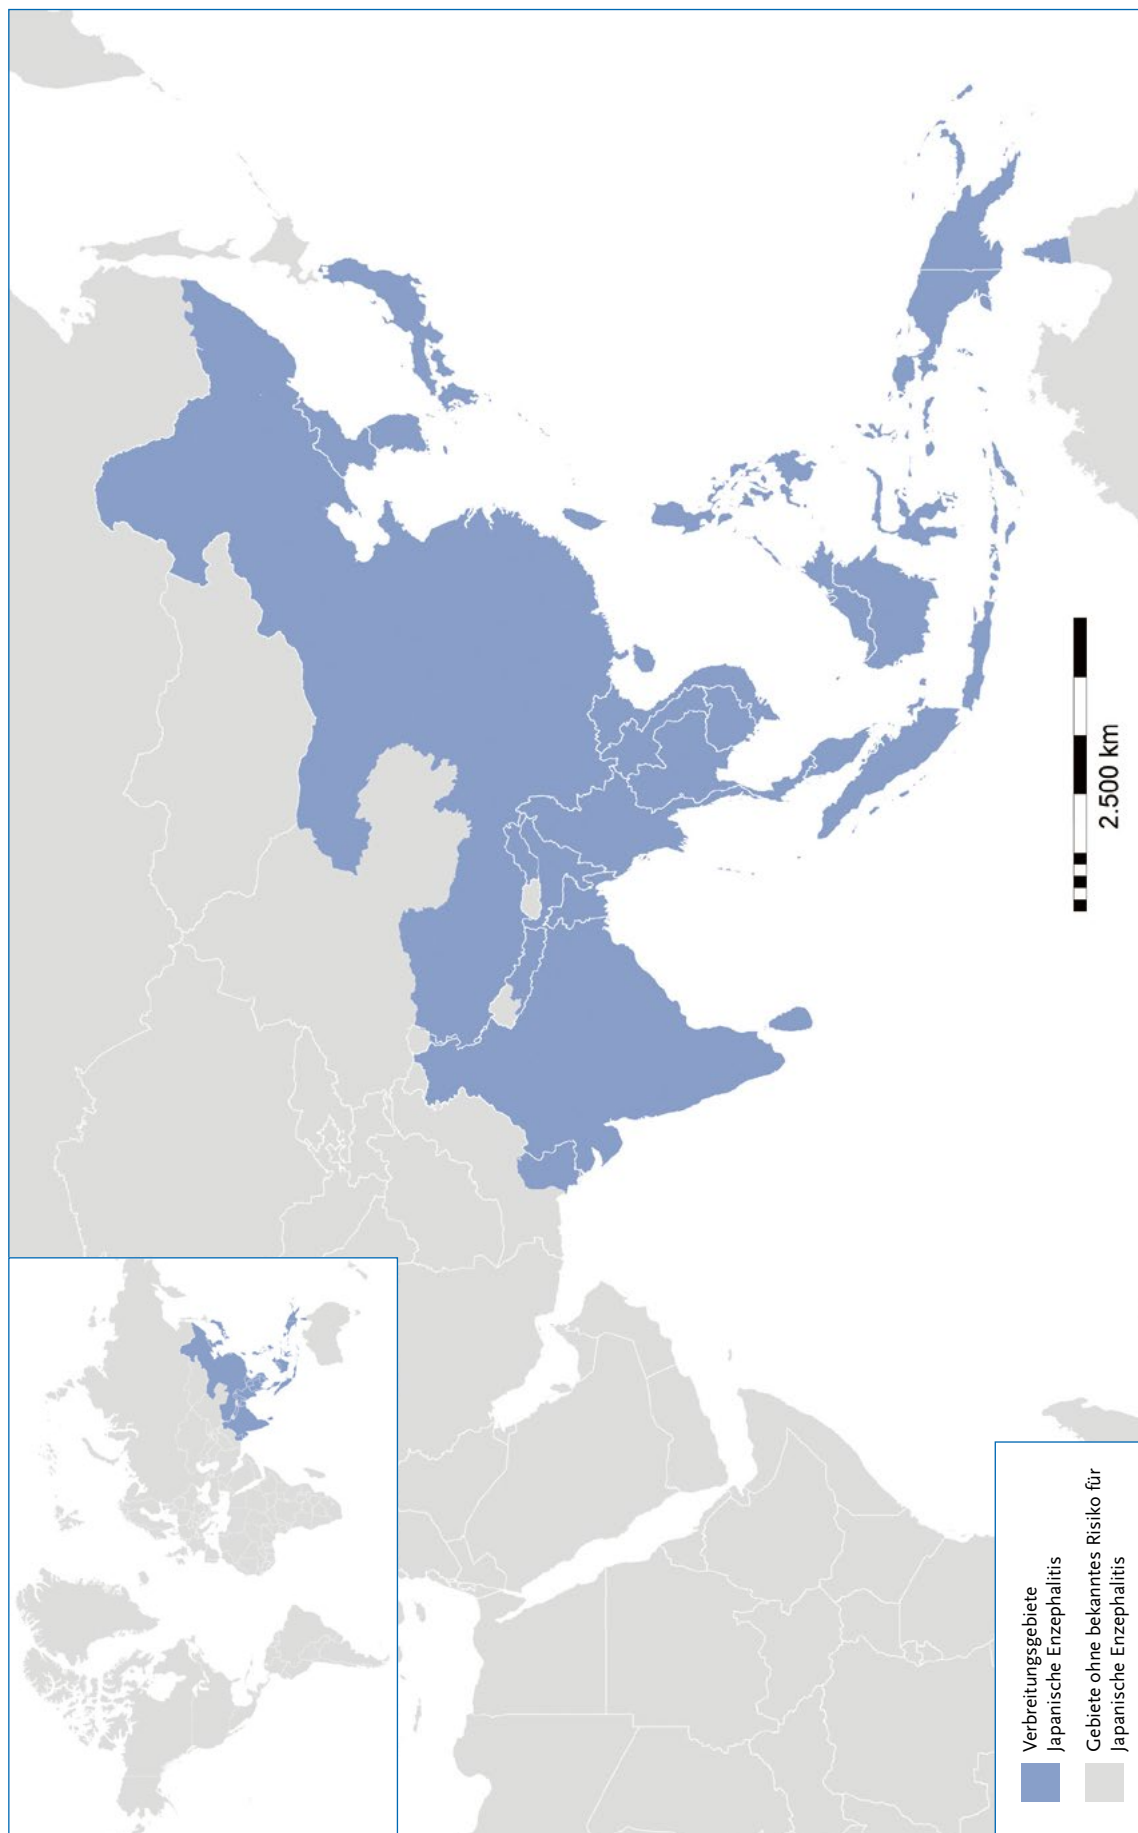 2.500 km
Verbreitungsgebiete
Japanische Enzephalitis
Gebiete ohne bekanntes Risiko für
Japanische Enzephalitis